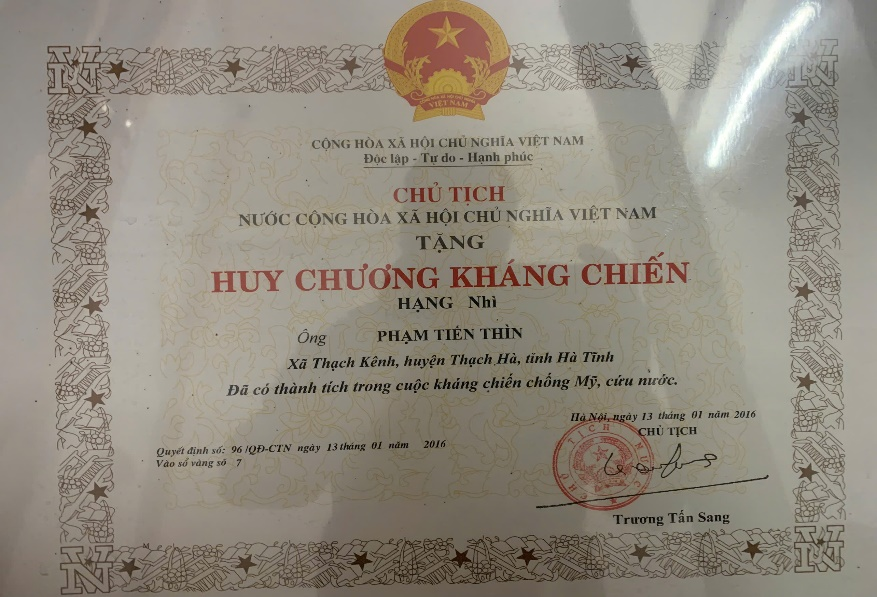 VIỆT NAM
CỘNG HÒA XÃ HỘI CHỦ NGHĨA VIỆT NAM
Độc lập - Tự do - Hạnh phúc
CHỦ TỊCH
NƯỚC CỘNG HÒA XÃ HỘI CHỦ NGHĨA VIỆT NAM
TẶNG
HUY CHƯƠNG KHÁNG CHIẾN
HẠNG Nhì
Ông PHẠM TIẾN THÌN
Xã Thạch Kênh, huyện Thạch Hà, tỉnh Hà Tĩnh
Đã có thành tích trong cuộc kháng chiến chống Mỹ, cứu nước.
Hà Nội, ngày 13 tháng 01 năm 2016
CHỦ TỊCH
Quyết định số: 96 /QĐ-CTN ngày 13 tháng 01 năm 2016
Vào sổ vàng số 7
CHỦ TỊCH NƯỚC
Trương Tấn Sang